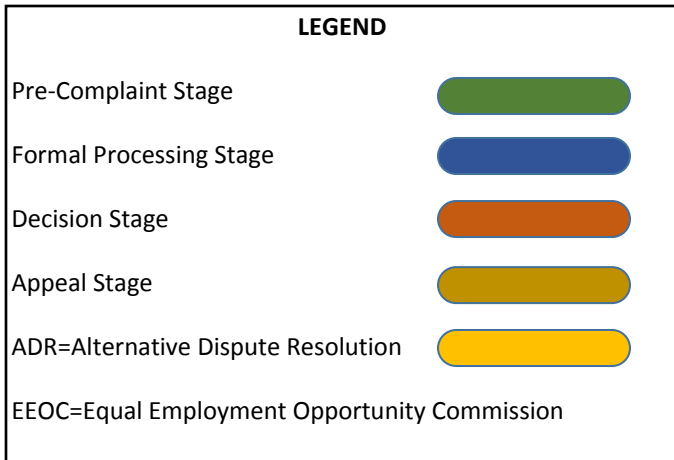 LEGEND
Pre-Complaint Stage
Formal Processing Stage
Decision Stage
Appeal Stage
ADR=Alternative Dispute Resolution
EEOC=Equal Employment Opportunity Commission